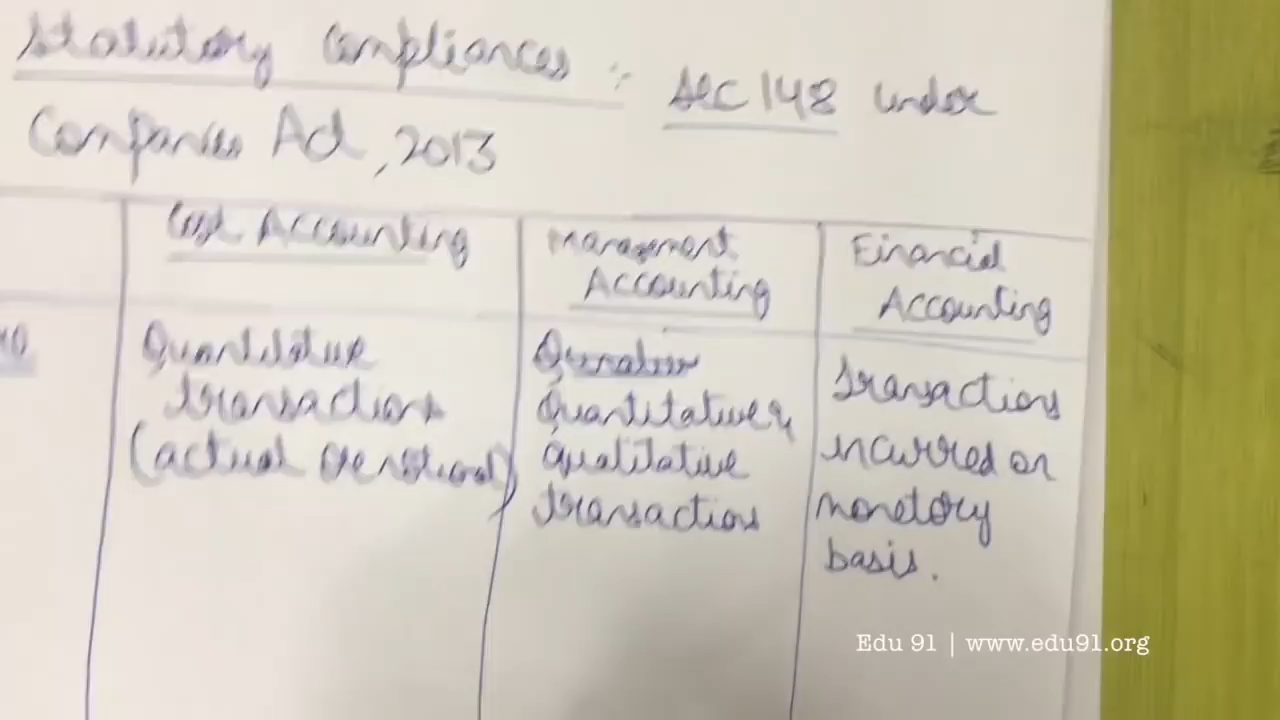 Statutory Compliances :- Sec 148 under
Companies Act, 2013
Cost Accounting
Management
Accounting
Financial
Accounting
Quantitative
transactions
(actual
Quantitative &
qualitative
transactions
transactions
incurred on
monetory
basis.
Edu 91 | www.edu91.org